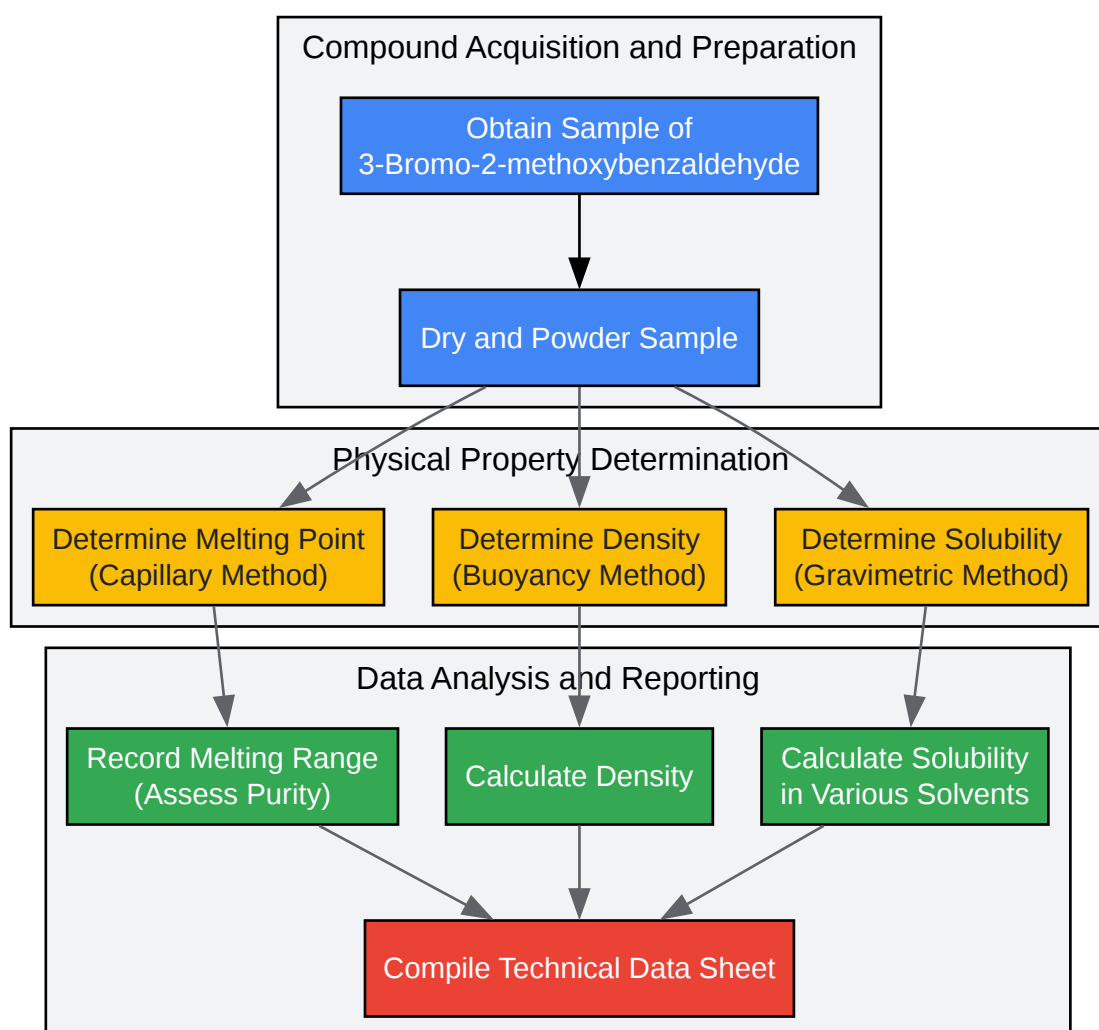 Compound Acquisition and Preparation
Obtain Sample of
3-Bromo-2-methoxybenzaldehyde
Dry and Powder Sample
Physical Property Determination
Determine Melting Point
(Capillary Method)
Determine Density
(Buoyancy Method)
Determine Solubility
(Gravimetric Method)
Data Analysis and Reporting
Record Melting Range
(Assess Purity)
Calculate Density
Calculate Solubility
in Various Solvents
Compile Technical Data Sheet